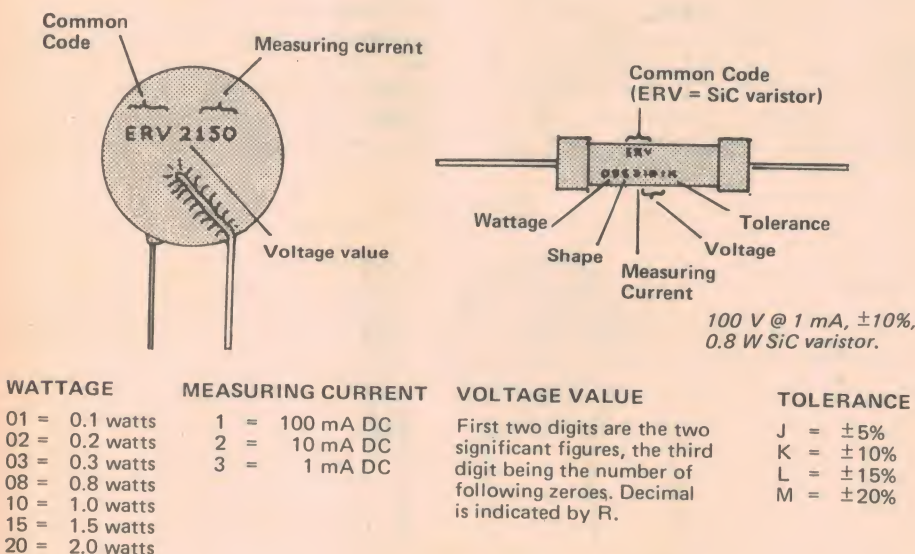 Common
Code
Measuring current
ERV 2150
Voltage value
Common Code
(ERV = SiC varistor)
ERV
Wattage
Shape
Measuring
Current
Voltage
Tolerance
100 V @ 1 mA, ±10%,
0.8 W SiC varistor.
WATTAGE
01 = 0.1 watts
02 = 0.2 watts
03 = 0.3 watts
08 = 0.8 watts
10 = 1.0 watts
15 = 1.5 watts
20 = 2.0 watts
MEASURING CURRENT
1 = 100 mA DC
2 = 10 mA DC
3 = 1 mA DC
VOLTAGE VALUE
First two digits are the two
significant figures, the third
digit being the number of
following zeroes. Decimal
is indicated by R.
TOLERANCE
J = ±5%
K = ±10%
L = ±15%
M = ±20%